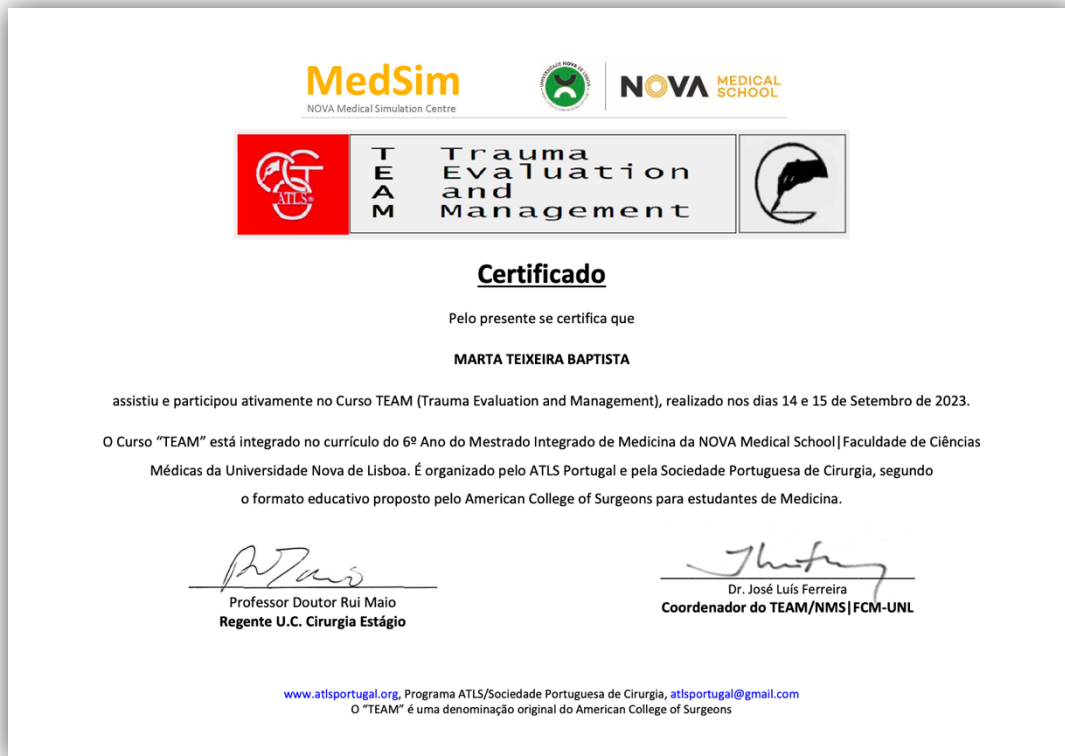 MedSim
NOVA Medical Simulation Centre
UNIVERSIDADE NOVA DE LISBOA
NOVA MEDICAL SCHOOL
ATLS®
T E A M
Trauma
Evaluation
and
Management
Certificado
Pelo presente se certifica que
MARTA TEIXEIRA BAPTISTA
assistiu e participou ativamente no Curso TEAM (Trauma Evaluation and Management), realizado nos dias 14 e 15 de Setembro de 2023.
O Curso “TEAM” está integrado no currículo do 6º Ano do Mestrado Integrado de Medicina da NOVA Medical School|Faculdade de Ciências
Médicas da Universidade Nova de Lisboa. É organizado pelo ATLS Portugal e pela Sociedade Portuguesa de Cirurgia, segundo
o formato educativo proposto pelo American College of Surgeons para estudantes de Medicina.
Professor Doutor Rui Maio
Regente U.C. Cirurgia Estágio
Dr. José Luís Ferreira
Coordenador do TEAM/NMS|FCM-UNL
www.atlsportugal.org, Programa ATLS/Sociedade Portuguesa de Cirurgia, atlsportugal@gmail.com
O “TEAM” é uma denominação original do American College of Surgeons